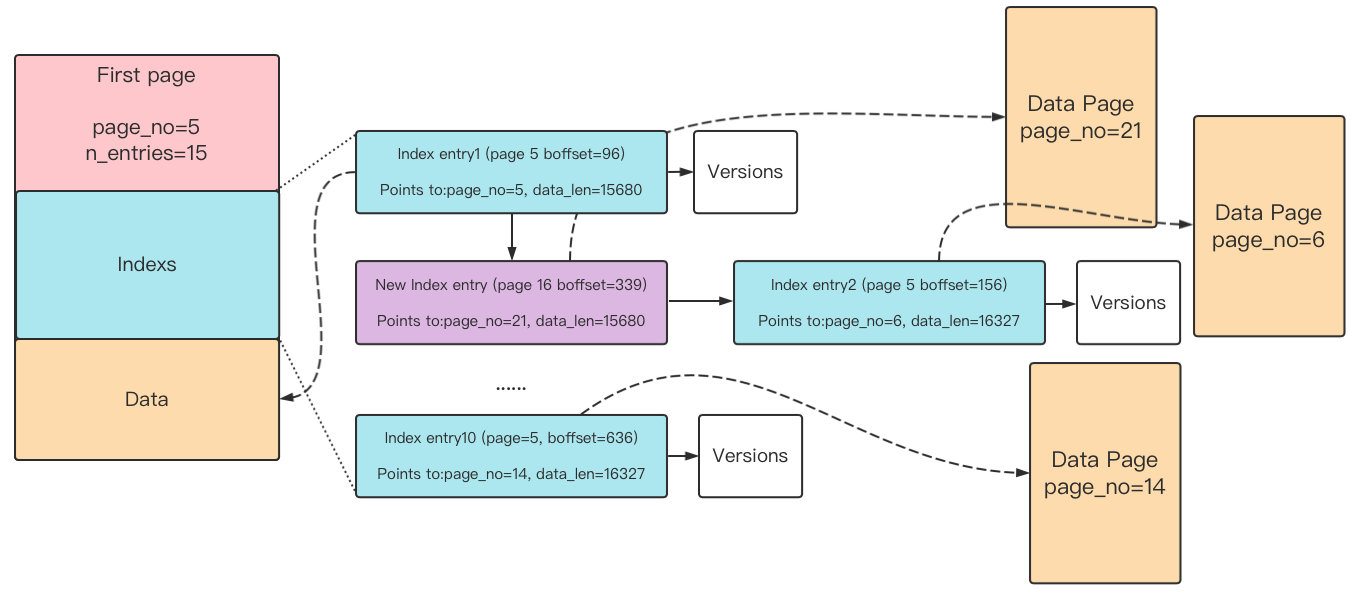 First page
page_no=5
n_entries=15
Indexs
Data
Index entry1 (page 5 boffset=96)
Points to:page_no=5, data_len=15680
Versions
New Index entry (page 16 boffset=339)
Points to:page_no=21, data_len=15680
Index entry2 (page 5 boffset=156)
Points to:page_no=6, data_len=16327
Versions
......
Index entry10 (page=5, boffset=636)
Points to:page_no=14, data_len=16327
Versions
Data Page
page_no=21
Data Page
page_no=6
Data Page
page_no=14